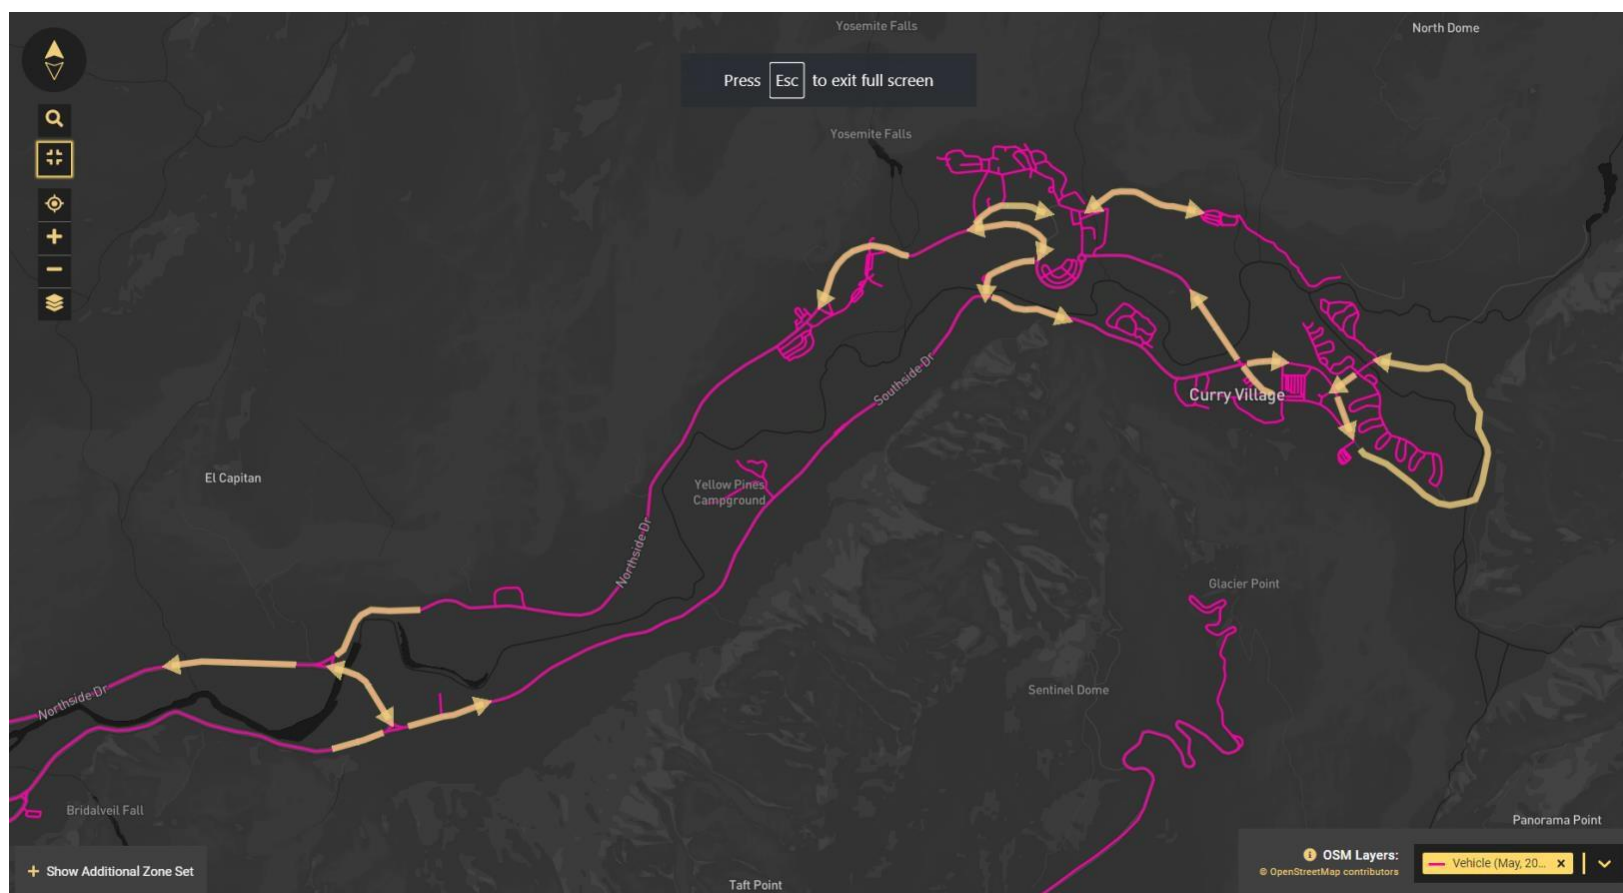 Yosemite Falls
North Dome
Press Esc to exit full screen
Yosemite Falls
Southside Dr
Curry Village
El Capitan
Yellow Pines
Campground
Northside Dr
Glacier Point
Sentinel Dome
Northside Dr
Bridalveil Fall
Panorama Point
OSM Layers:
© OpenStreetMap contributors
Vehicle (May, 20...
Show Additional Zone Set
Taft Point